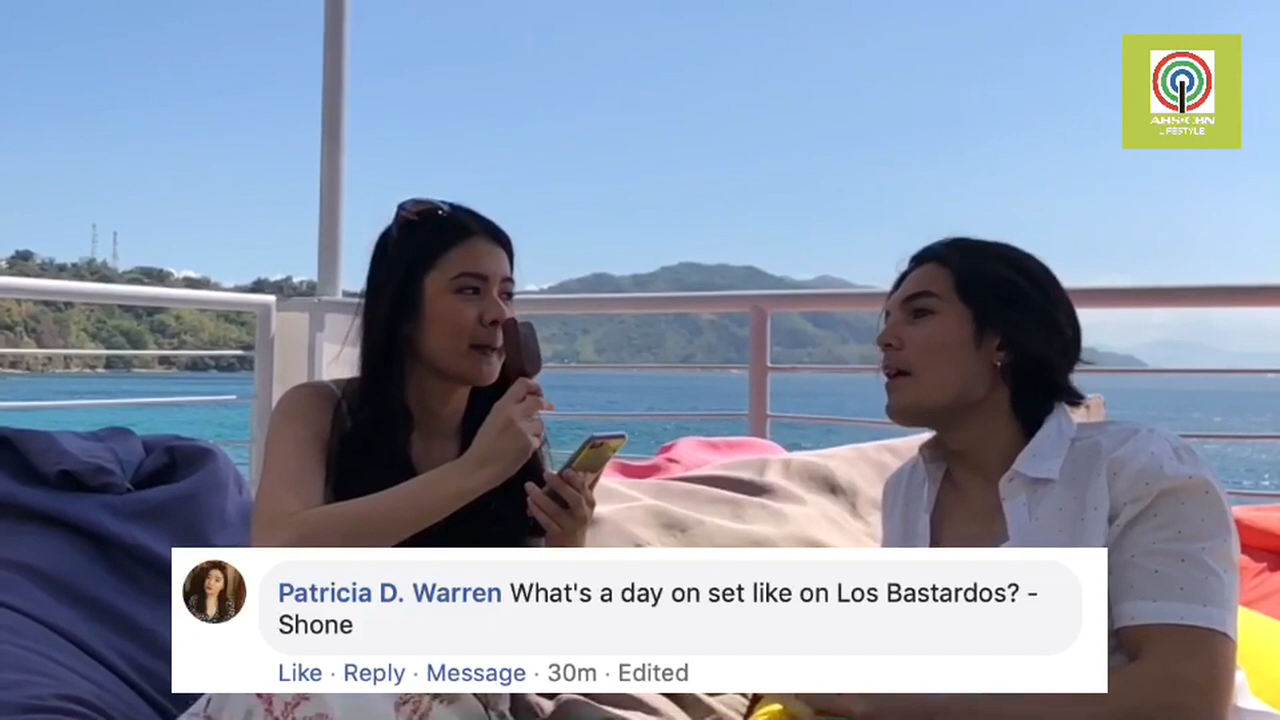 ABS-CBN
LIFESTYLE
Patricia D. Warren What's a day on set like on Los Bastardos? -
Shone
Like · Reply · Message · 30m · Edited